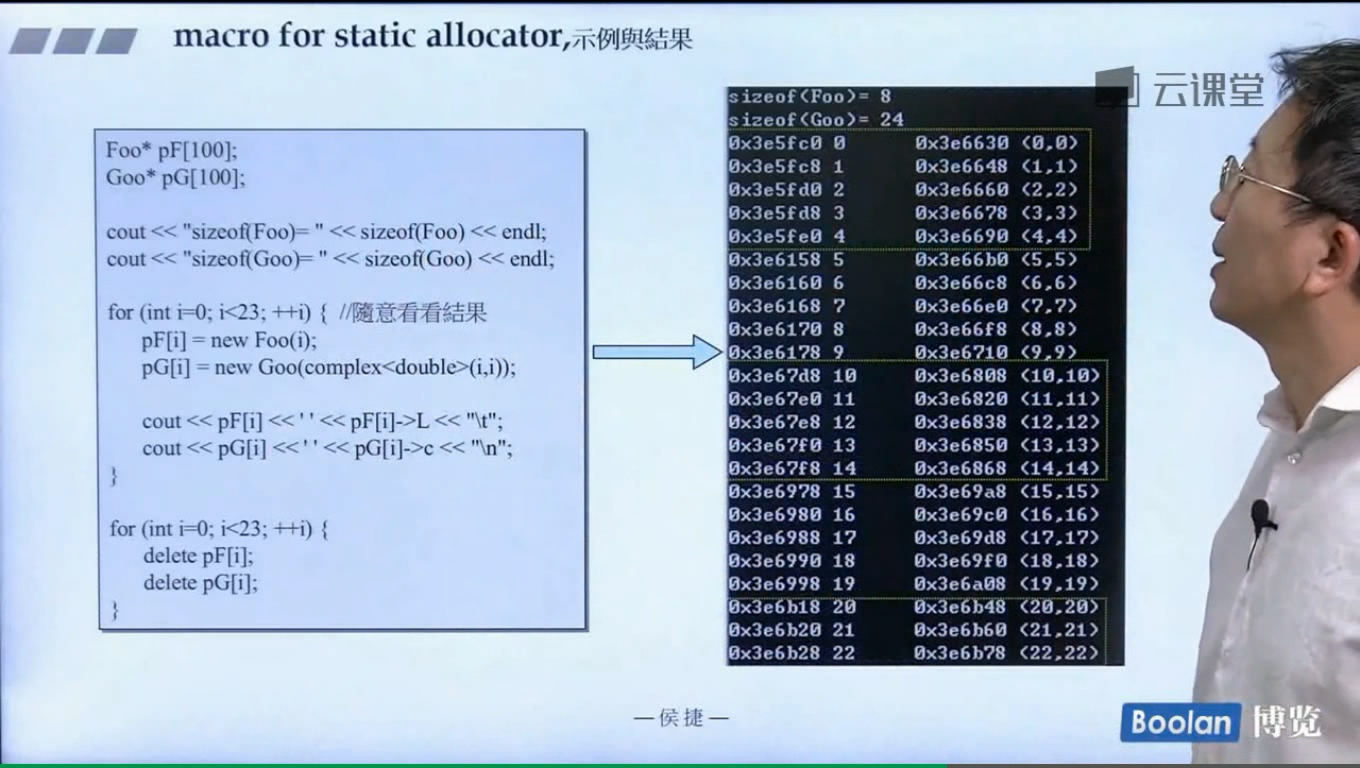 macro for static allocator,示例與結果
云课堂
Foo* pF[100];
Goo* pG[100];
cout << "sizeof(Foo)= " << sizeof(Foo) << endl;
cout << "sizeof(Goo)= " << sizeof(Goo) << endl;
for (int i=0; i<23; ++i) { //隨意看看結果
pF[i] = new Foo(i);
pG[i] = new Goo(complex<double>(i,i));
cout << pF[i] << ' ' << pF[i]->L << "\t";
cout << pG[i] << ' ' << pG[i]->c << "\n";
}
for (int i=0; i<23; ++i) {
delete pF[i];
delete pG[i];
}
sizeof(Foo)= 8
sizeof(Goo)= 24
0x3e5fc0 0 0x3e6630 (0,0)
0x3e5fc8 1 0x3e6648 (1,1)
0x3e5fd0 2 0x3e6660 (2,2)
0x3e5fd8 3 0x3e6678 (3,3)
0x3e5fe0 4 0x3e6690 (4,4)
0x3e6158 5 0x3e66b0 (5,5)
0x3e6160 6 0x3e66c8 (6,6)
0x3e6168 7 0x3e66e0 (7,7)
0x3e6170 8 0x3e66f8 (8,8)
0x3e6178 9 0x3e6710 (9,9)
0x3e67d8 10 0x3e6808 (10,10)
0x3e67e0 11 0x3e6820 (11,11)
0x3e67e8 12 0x3e6838 (12,12)
0x3e67f0 13 0x3e6850 (13,13)
0x3e67f8 14 0x3e6868 (14,14)
0x3e6978 15 0x3e69a8 (15,15)
0x3e6980 16 0x3e69c0 (16,16)
0x3e6988 17 0x3e69d8 (17,17)
0x3e6990 18 0x3e69f0 (18,18)
0x3e6998 19 0x3e6a08 (19,19)
0x3e6b18 20 0x3e6b48 (20,20)
0x3e6b20 21 0x3e6b60 (21,21)
0x3e6b28 22 0x3e6b78 (22,22)
— 侯捷 —
Boolan 博览